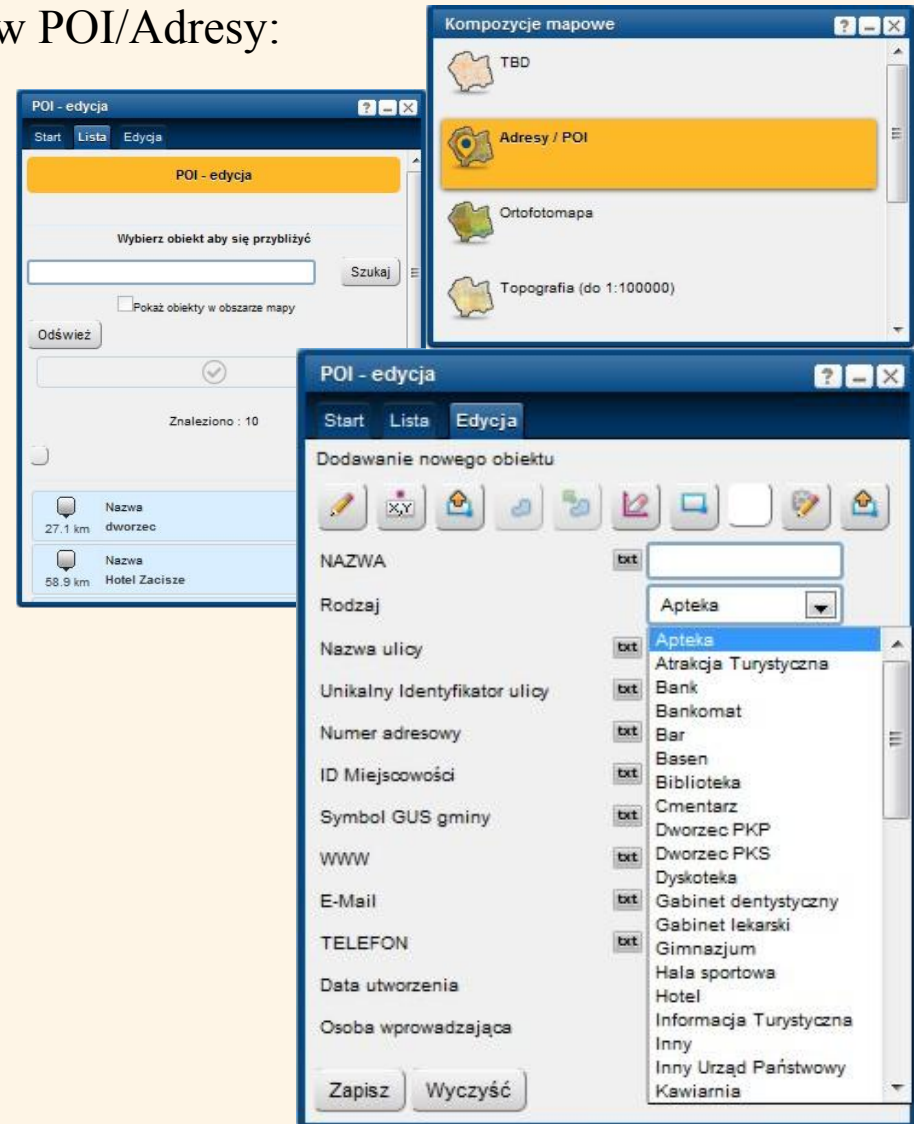 w POI/Adresy:
Kompozycje mapowe
TBD
Adresy / POI
Ortofotomapa
Topografia (do 1:100000)
POI - edycja
Start Lista Edycja
POI - edycja
Wybierz obiekt aby się przybliżyć
Szukaj
Pokaż obiekty w obszarze mapy
Odśwież
Znaleziono : 10
Nazwa
27.1 km dworzec
Nazwa
58.9 km Hotel Zacisze
POI - edycja
Start Lista Edycja
Dodawanie nowego obiektu
X,Y
NAZWA txt
Rodzaj Apteka
Nazwa ulicy txt
Unikalny Identyfikator ulicy txt
Numer adresowy txt
ID Miejscowości txt
Symbol GUS gminy txt
WWW txt
E-Mail txt
TELEFON txt
Data utworzenia
Osoba wprowadzająca
Zapisz Wyczyść
Apteka
Atrakcja Turystyczna
Bank
Bankomat
Bar
Basen
Biblioteka
Cmentarz
Dworzec PKP
Dworzec PKS
Dyskoteka
Gabinet dentystyczny
Gabinet lekarski
Gimnazjum
Hala sportowa
Hotel
Informacja Turystyczna
Inny
Inny Urząd Państwowy
Kawiarnia